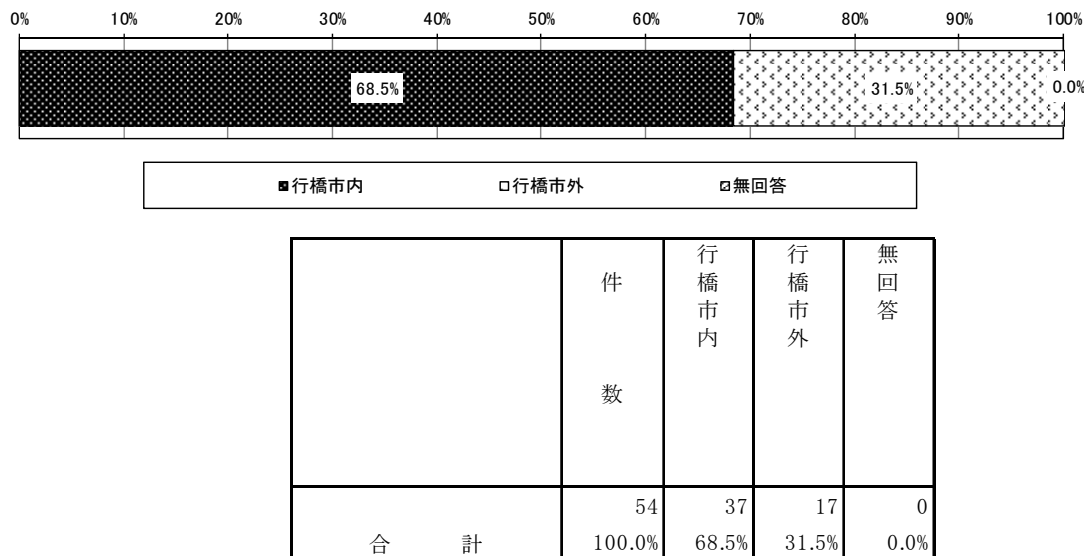 0% 10% 20% 30% 40% 50% 60% 70% 80% 90% 100%
68.5% 31.5% 0.0%
行橋市内 行橋市外 無回答
件数 行橋市内 行橋市外 無回答
54 37 17 0
合計 100.0% 68.5% 31.5% 0.0%